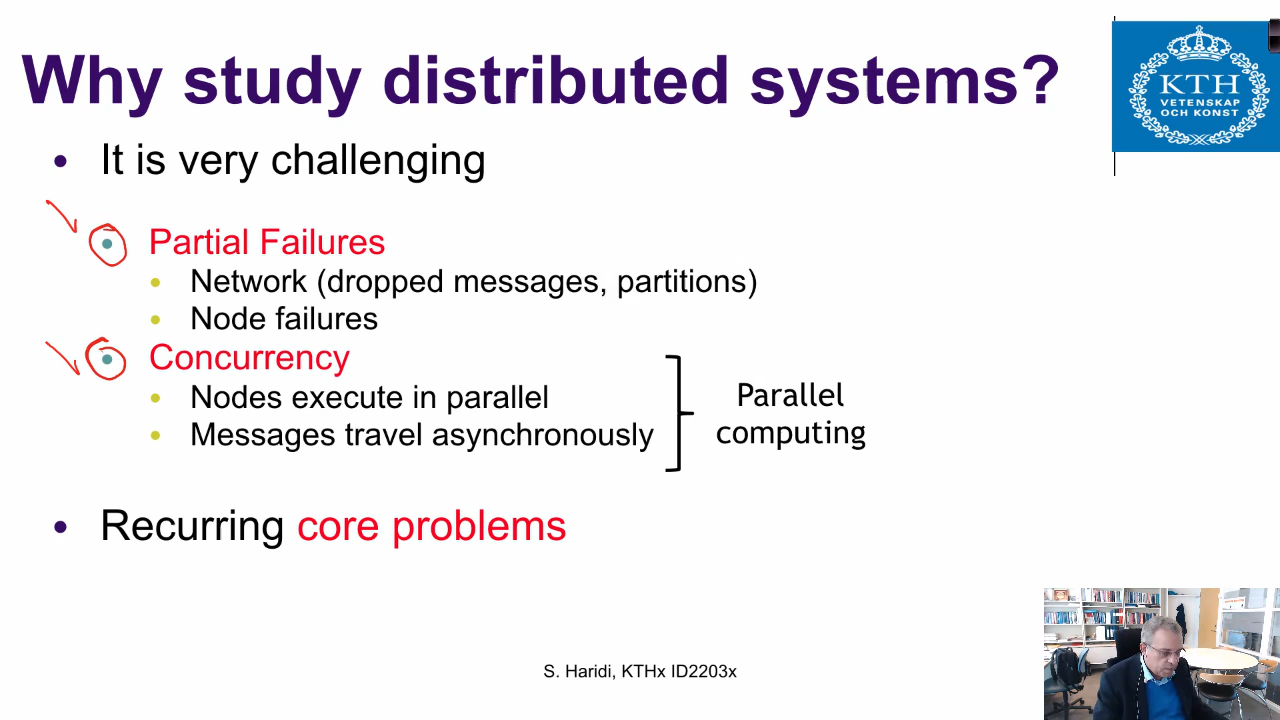 Why study distributed systems?
KTH
VETENSKAP
OCH KONST
• It is very challenging
• Partial Failures
• Network (dropped messages, partitions)
• Node failures
• Concurrency
• Nodes execute in parallel
• Messages travel asynchronously
Parallel
computing
• Recurring core problems
S. Haridi, KTHx ID2203x